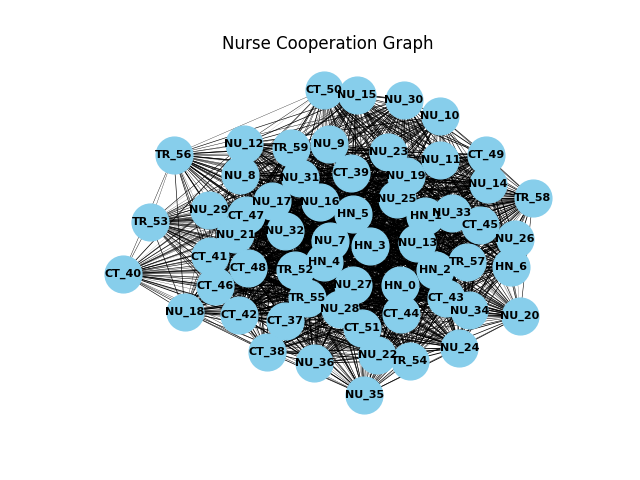 Nurse Cooperation Graph
CT_50
NU_15
NU_30
NU_10
NU_12
TR_59
NU_9
NU_23
TR_56
NU_11
CT_49
NU_8
NU_31
CT_39
NU_19
NU_14
NU_17
NU_16
NU_25
TR_58
NU_29
CT_47
HN_5
HN_1
NU_33
TR_53
NU_21
NU_32
CT_45
NU_7
HN_3
NU_13
NU_26
CT_41
CT_48
HN_4
TR_57
HN_6
CT_40
TR_52
HN_2
CT_46
NU_27
HN_0
TR_55
CT_43
NU_18
CT_42
NU_28
CT_44
NU_34
NU_20
CT_37
CT_51
CT_38
NU_36
NU_22
TR_54
NU_24
NU_35